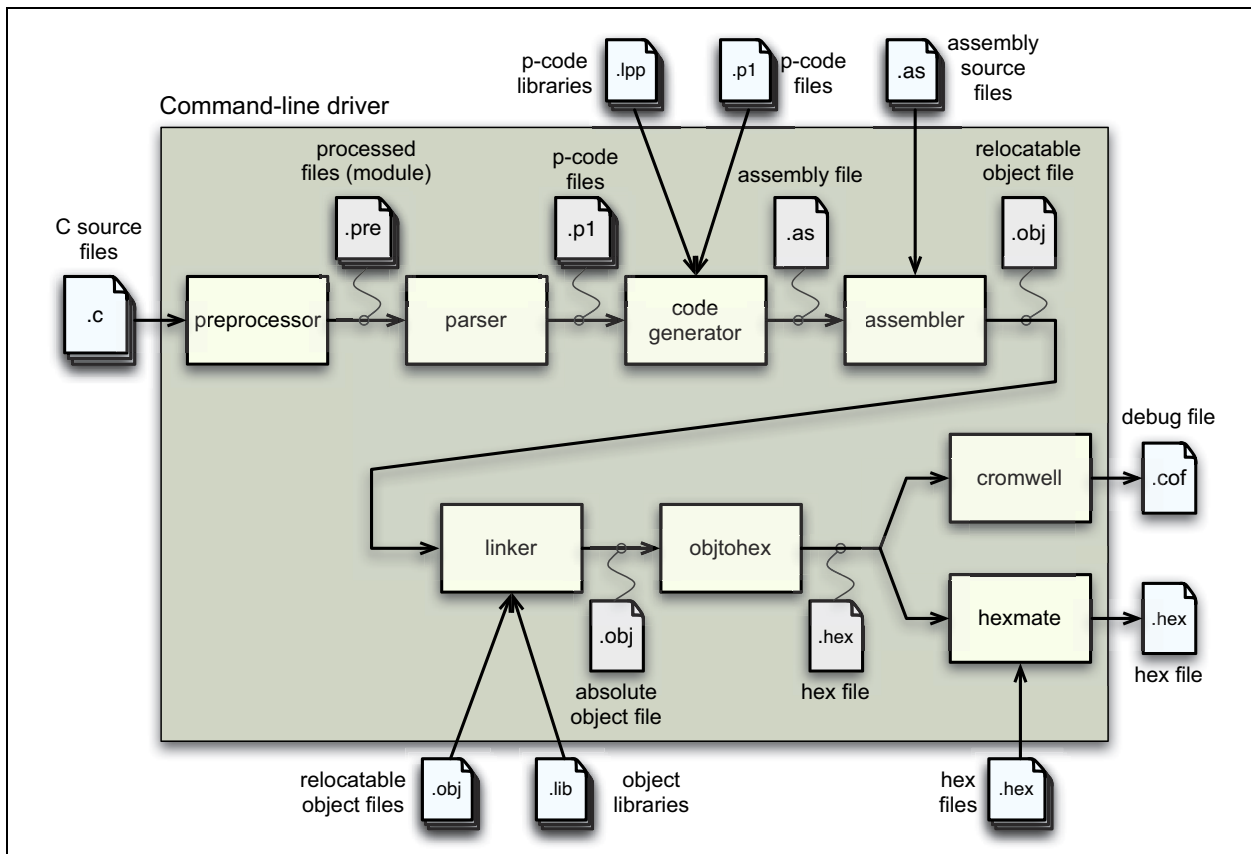 p-code
libraries
.lpp
.p1
p-code
files
.as
assembly
source
files
Command-line driver
processed
files (module)
p-code
files
assembly file
relocatable
object file
C source
files
.pre
.p1
.as
.obj
.c
preprocessor
parser
code
generator
assembler
debug file
cromwell
.cof
linker
objtohex
hexmate
.obj
.hex
.hex
absolute
object file
hex file
hex file
relocatable
object files
.obj
.lib
object
libraries
hex
files
.hex